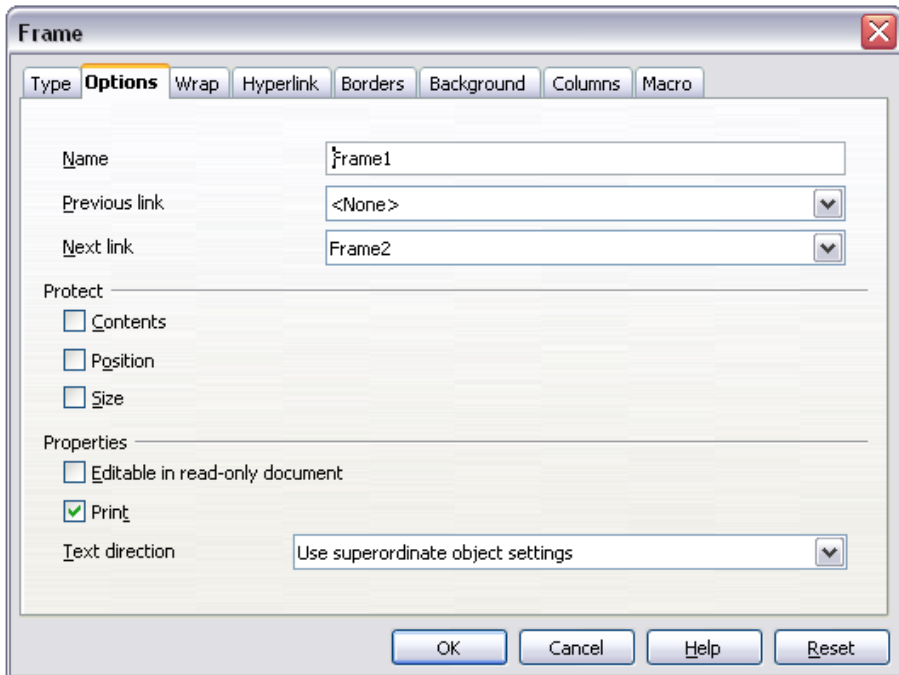 Frame
Type Options Wrap Hyperlink Borders Background Columns Macro
Name Frame1
Previous link <None>
Next link Frame2
Protect
Contents
Position
Size
Properties
Editable in read-only document
Print
Text direction Use superordinate object settings
OK Cancel Help Reset